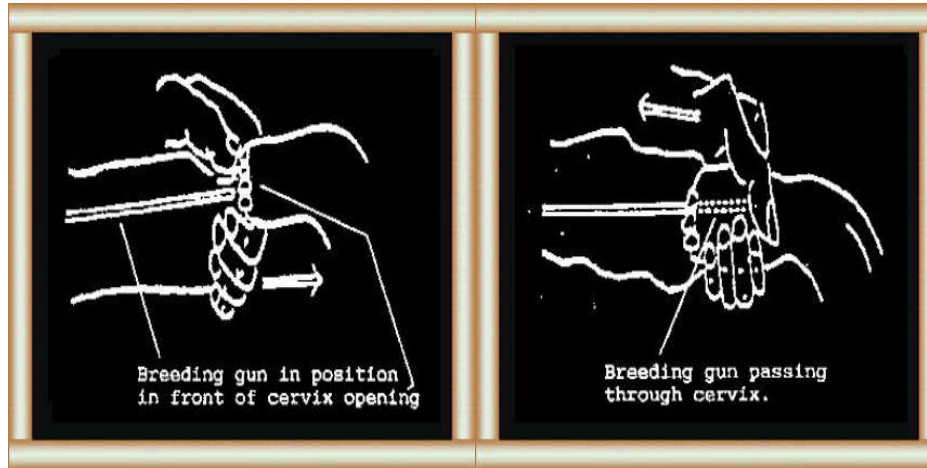 Breeding gun in position
in front of cervix opening
Breeding gun passing
through cervix.